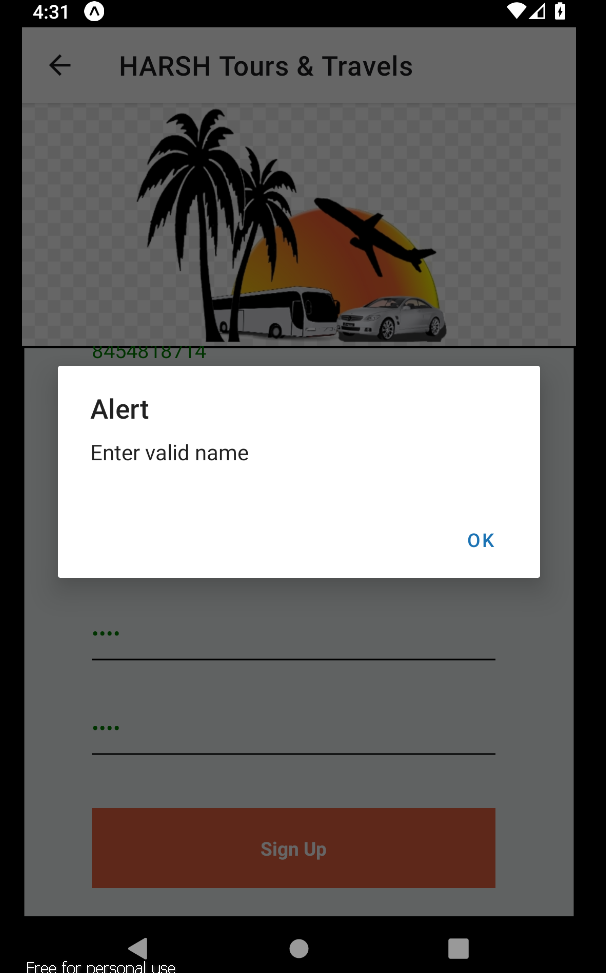 4:31
HARSH Tours & Travels
8454818714
Alert
Enter valid name
OK
••••
••••
Sign Up
Free for personal use